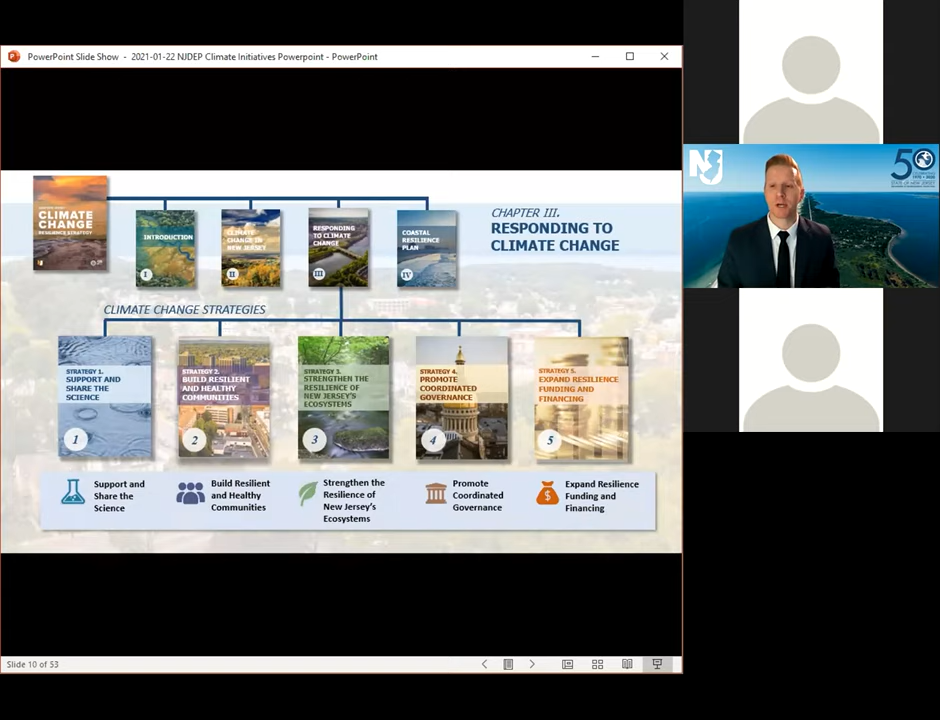 PowerPoint Slide Show - 2021-01-22 NJDEP Climate Initiatives Powerpoint - PowerPoint
CLIMATE
CHANGE
RESILIENCE STRATEGY
INTRODUCTION
I
CLIMATE
CHANGE IN
NEW JERSEY
II
RESPONDING
TO CLIMATE
CHANGE
III
COASTAL
RESILIENCE
PLAN
IV
CHAPTER III.
RESPONDING TO
CLIMATE CHANGE
CLIMATE CHANGE STRATEGIES
STRATEGY 1.
SUPPORT AND
SHARE THE
SCIENCE
1
STRATEGY 2.
BUILD RESILIENT
AND HEALTHY
COMMUNITIES
2
STRATEGY 3.
STRENGTHEN THE
RESILIENCE OF
NEW JERSEY'S
ECOSYSTEMS
3
STRATEGY 4.
PROMOTE
COORDINATED
GOVERNANCE
4
STRATEGY 5.
EXPAND RESILIENCE
FUNDING AND
FINANCING
5
Support and
Share the
Science
Build Resilient
and Healthy
Communities
Strengthen the
Resilience of
New Jersey's
Ecosystems
Promote
Coordinated
Governance
$
Expand Resilience
Funding and
Financing
Slide 10 of 53
NJ
50
STATE OF NEW JERSEY